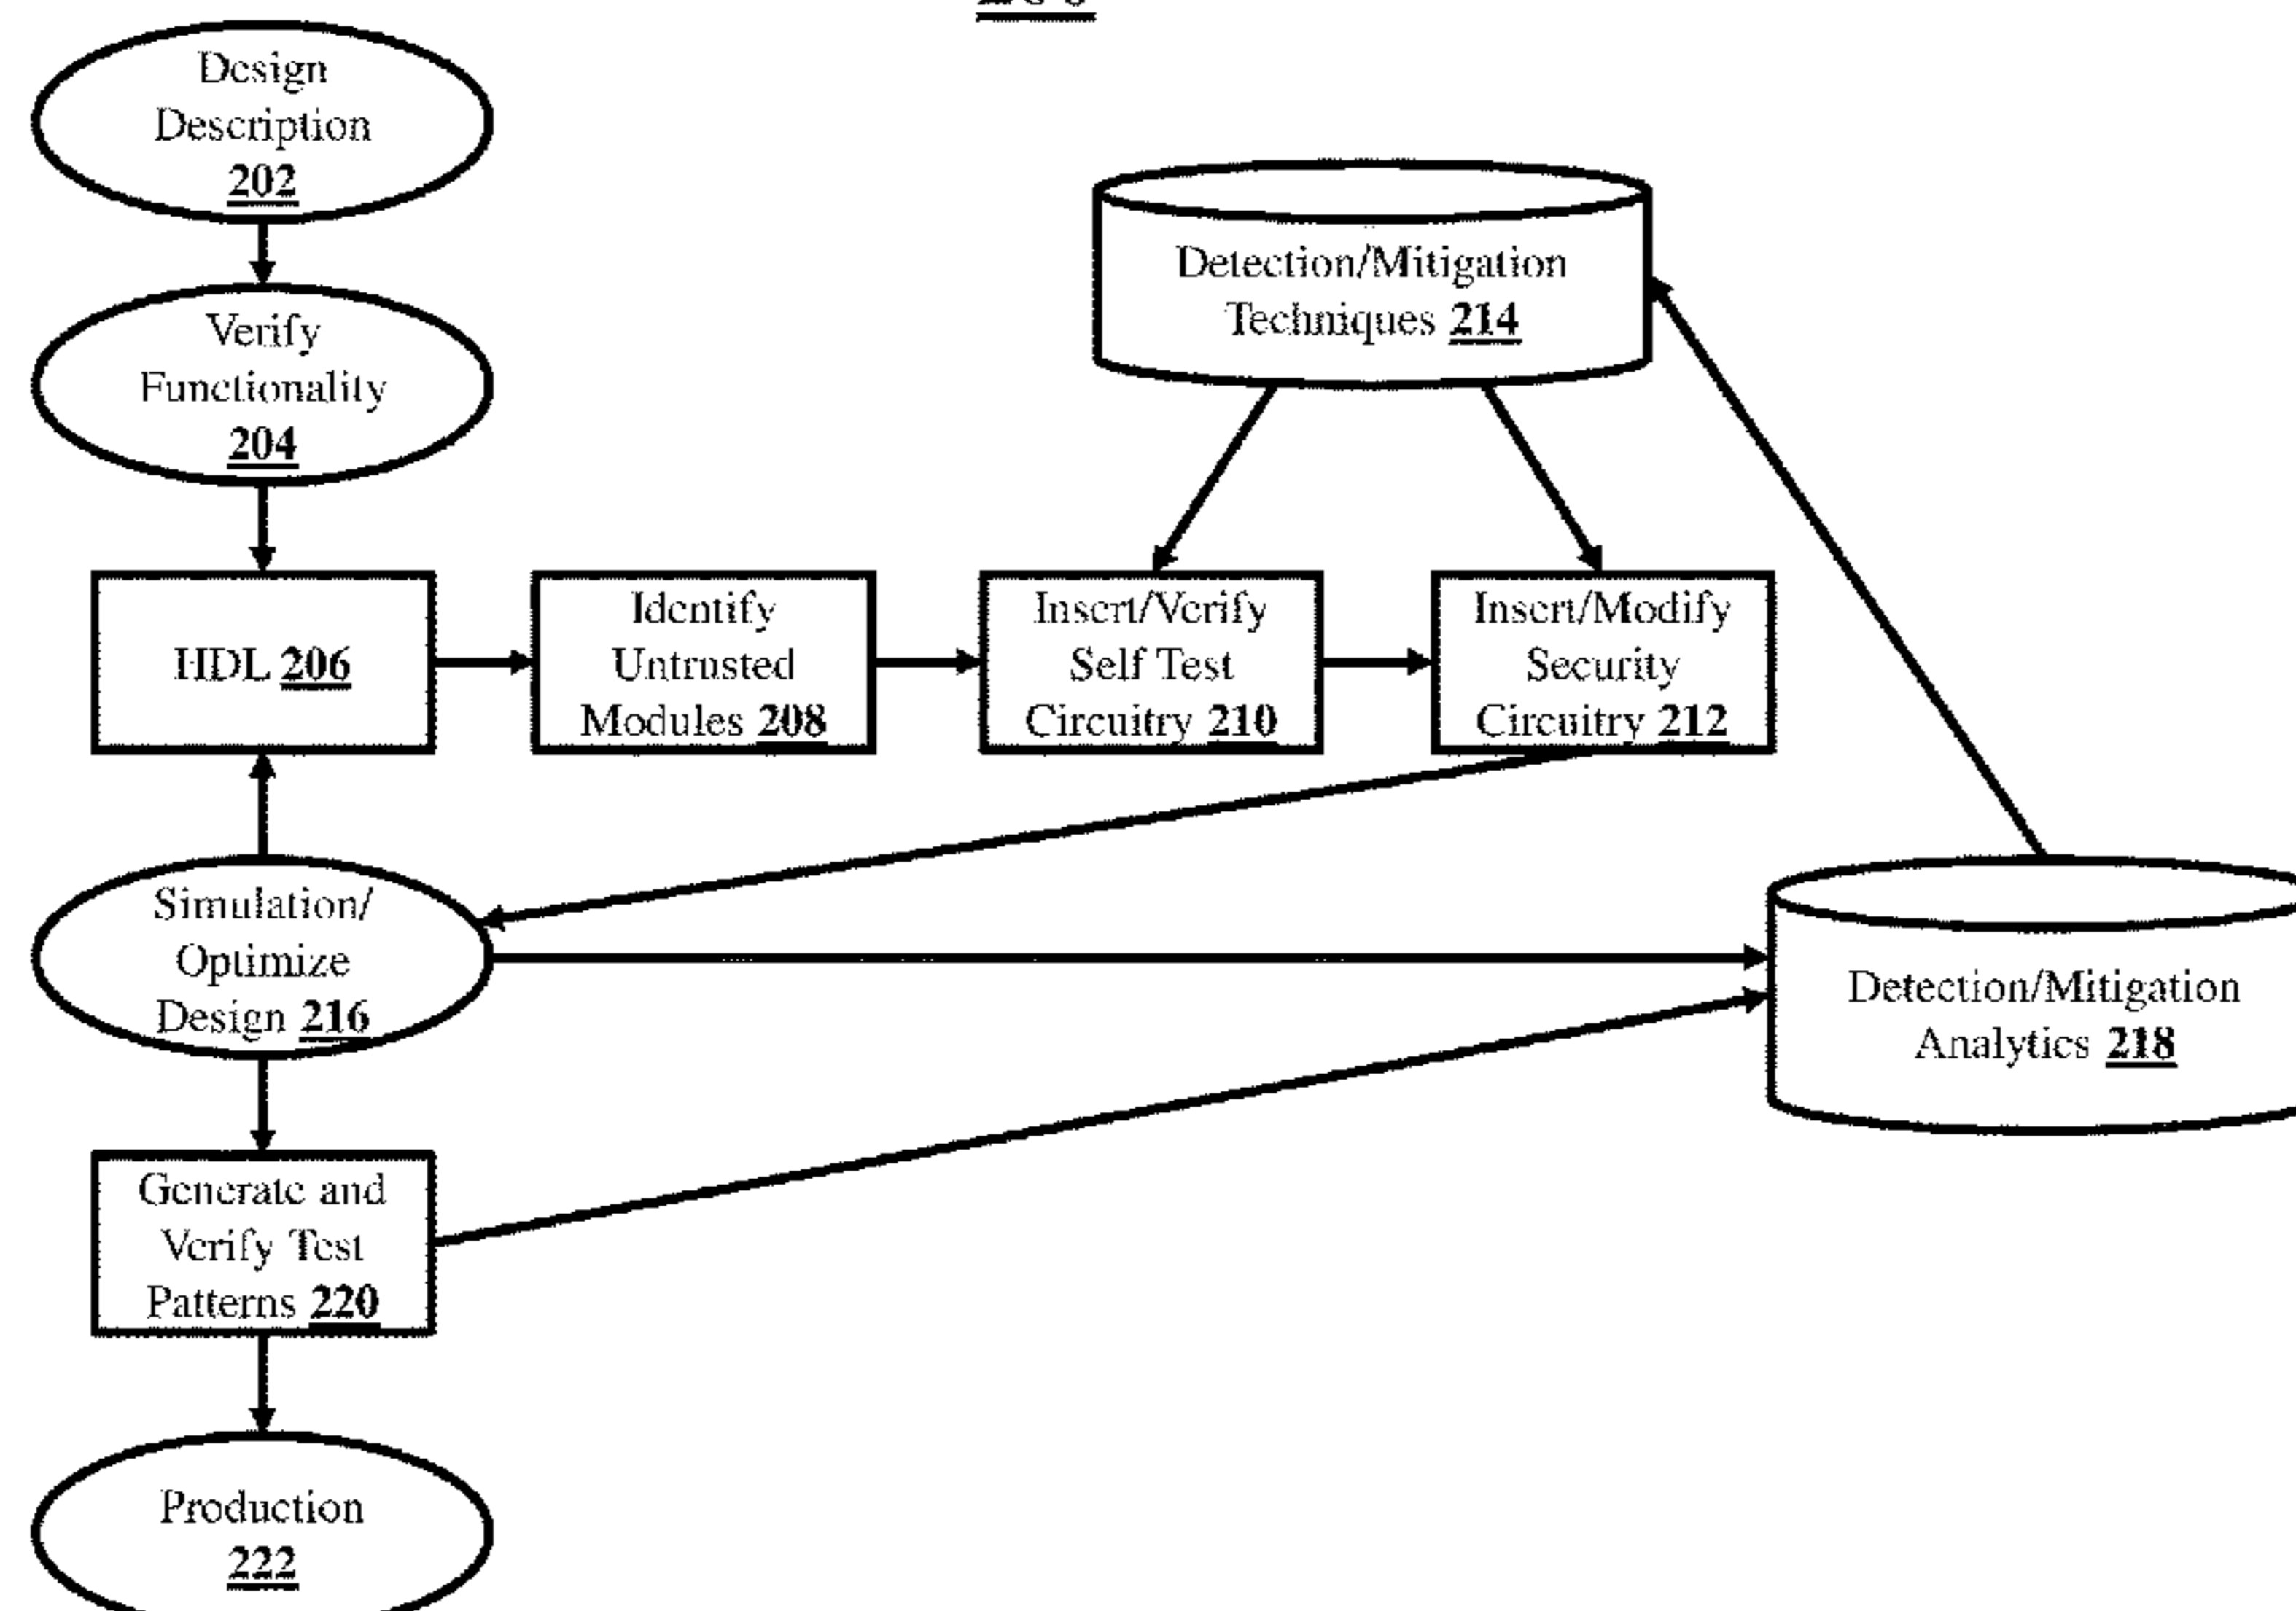 Design
Description
202
Verify
Functionality
204
Detection/Mitigation
Techniques 214
HDL 206
Identify
Untrusted
Modules 208
Insert/Verify
Self Test
Circuitry 210
Insert/Modify
Security
Circuitry 212
Simulation/
Optimize
Design 216
Detection/Mitigation
Analytics 218
Generate and
Verify Test
Patterns 220
Production
222